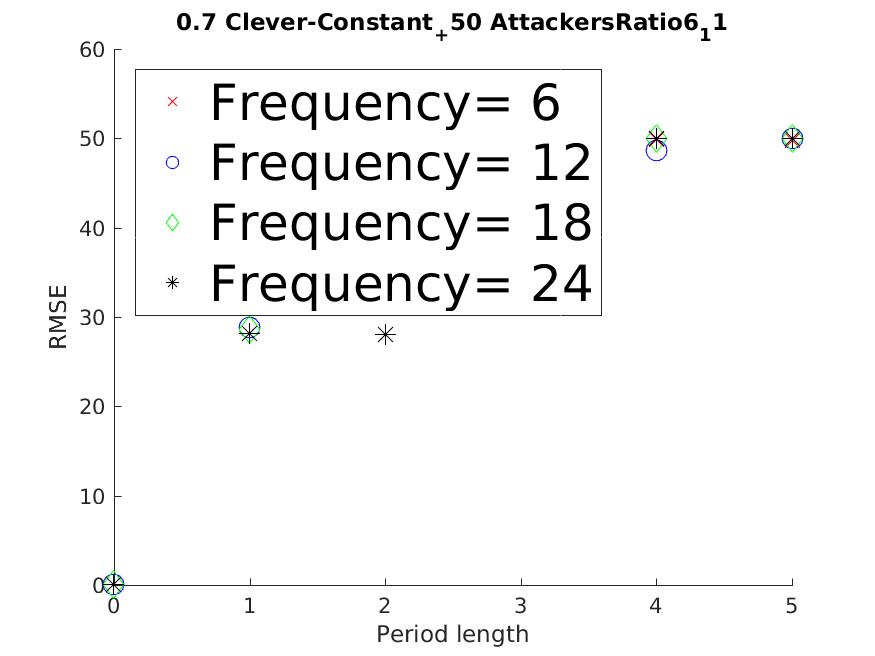 0.7 Clever-Constant+50 AttackersRatio611
60
50
40
30
20
10
0
RMSE
Frequency= 6
Frequency= 12
Frequency= 18
Frequency= 24
0 1 2 3 4 5
Period length